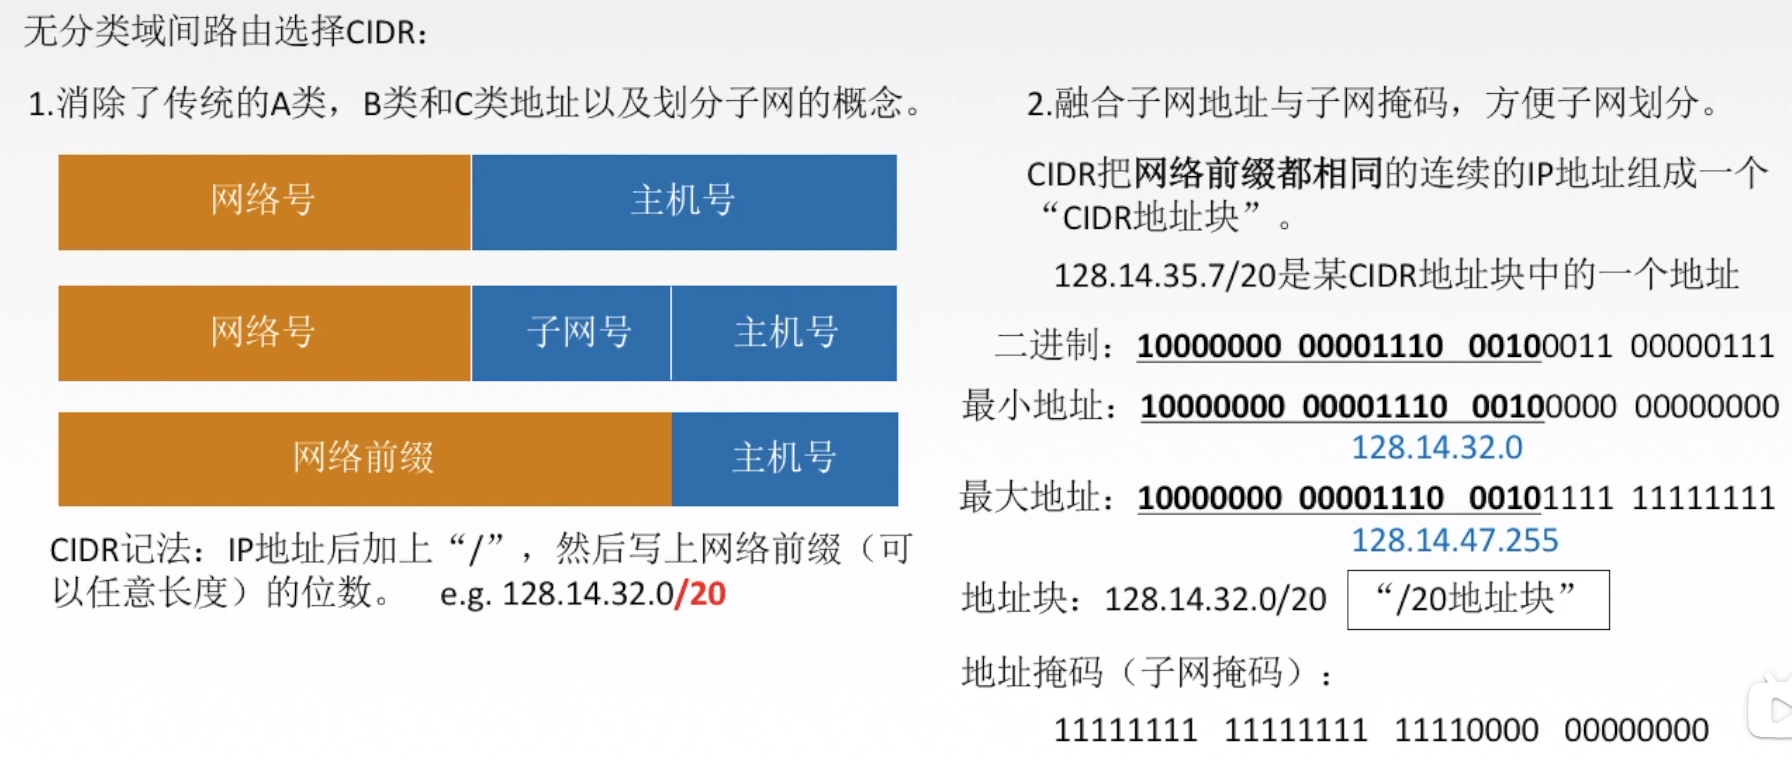 无分类域间路由选择CIDR：
1.消除了传统的A类，B类和C类地址以及划分子网的概念。
网络号 主机号
网络号 子网号 主机号
网络前缀 主机号
CIDR记法：IP地址后加上“/”，然后写上网络前缀（可
以任意长度）的位数。 e.g. 128.14.32.0/20
2.融合子网地址与子网掩码，方便子网划分。
CIDR把网络前缀都相同的连续的IP地址组成一个
“CIDR地址块”。
128.14.35.7/20是某CIDR地址块中的一个地址
二进制：10000000 00001110 00100011 00000111
最小地址：10000000 00001110 00100000 00000000
128.14.32.0
最大地址：10000000 00001110 00101111 11111111
128.14.47.255
地址块：128.14.32.0/20 “/20地址块”
地址掩码（子网掩码）：
11111111 11111111 11110000 00000000